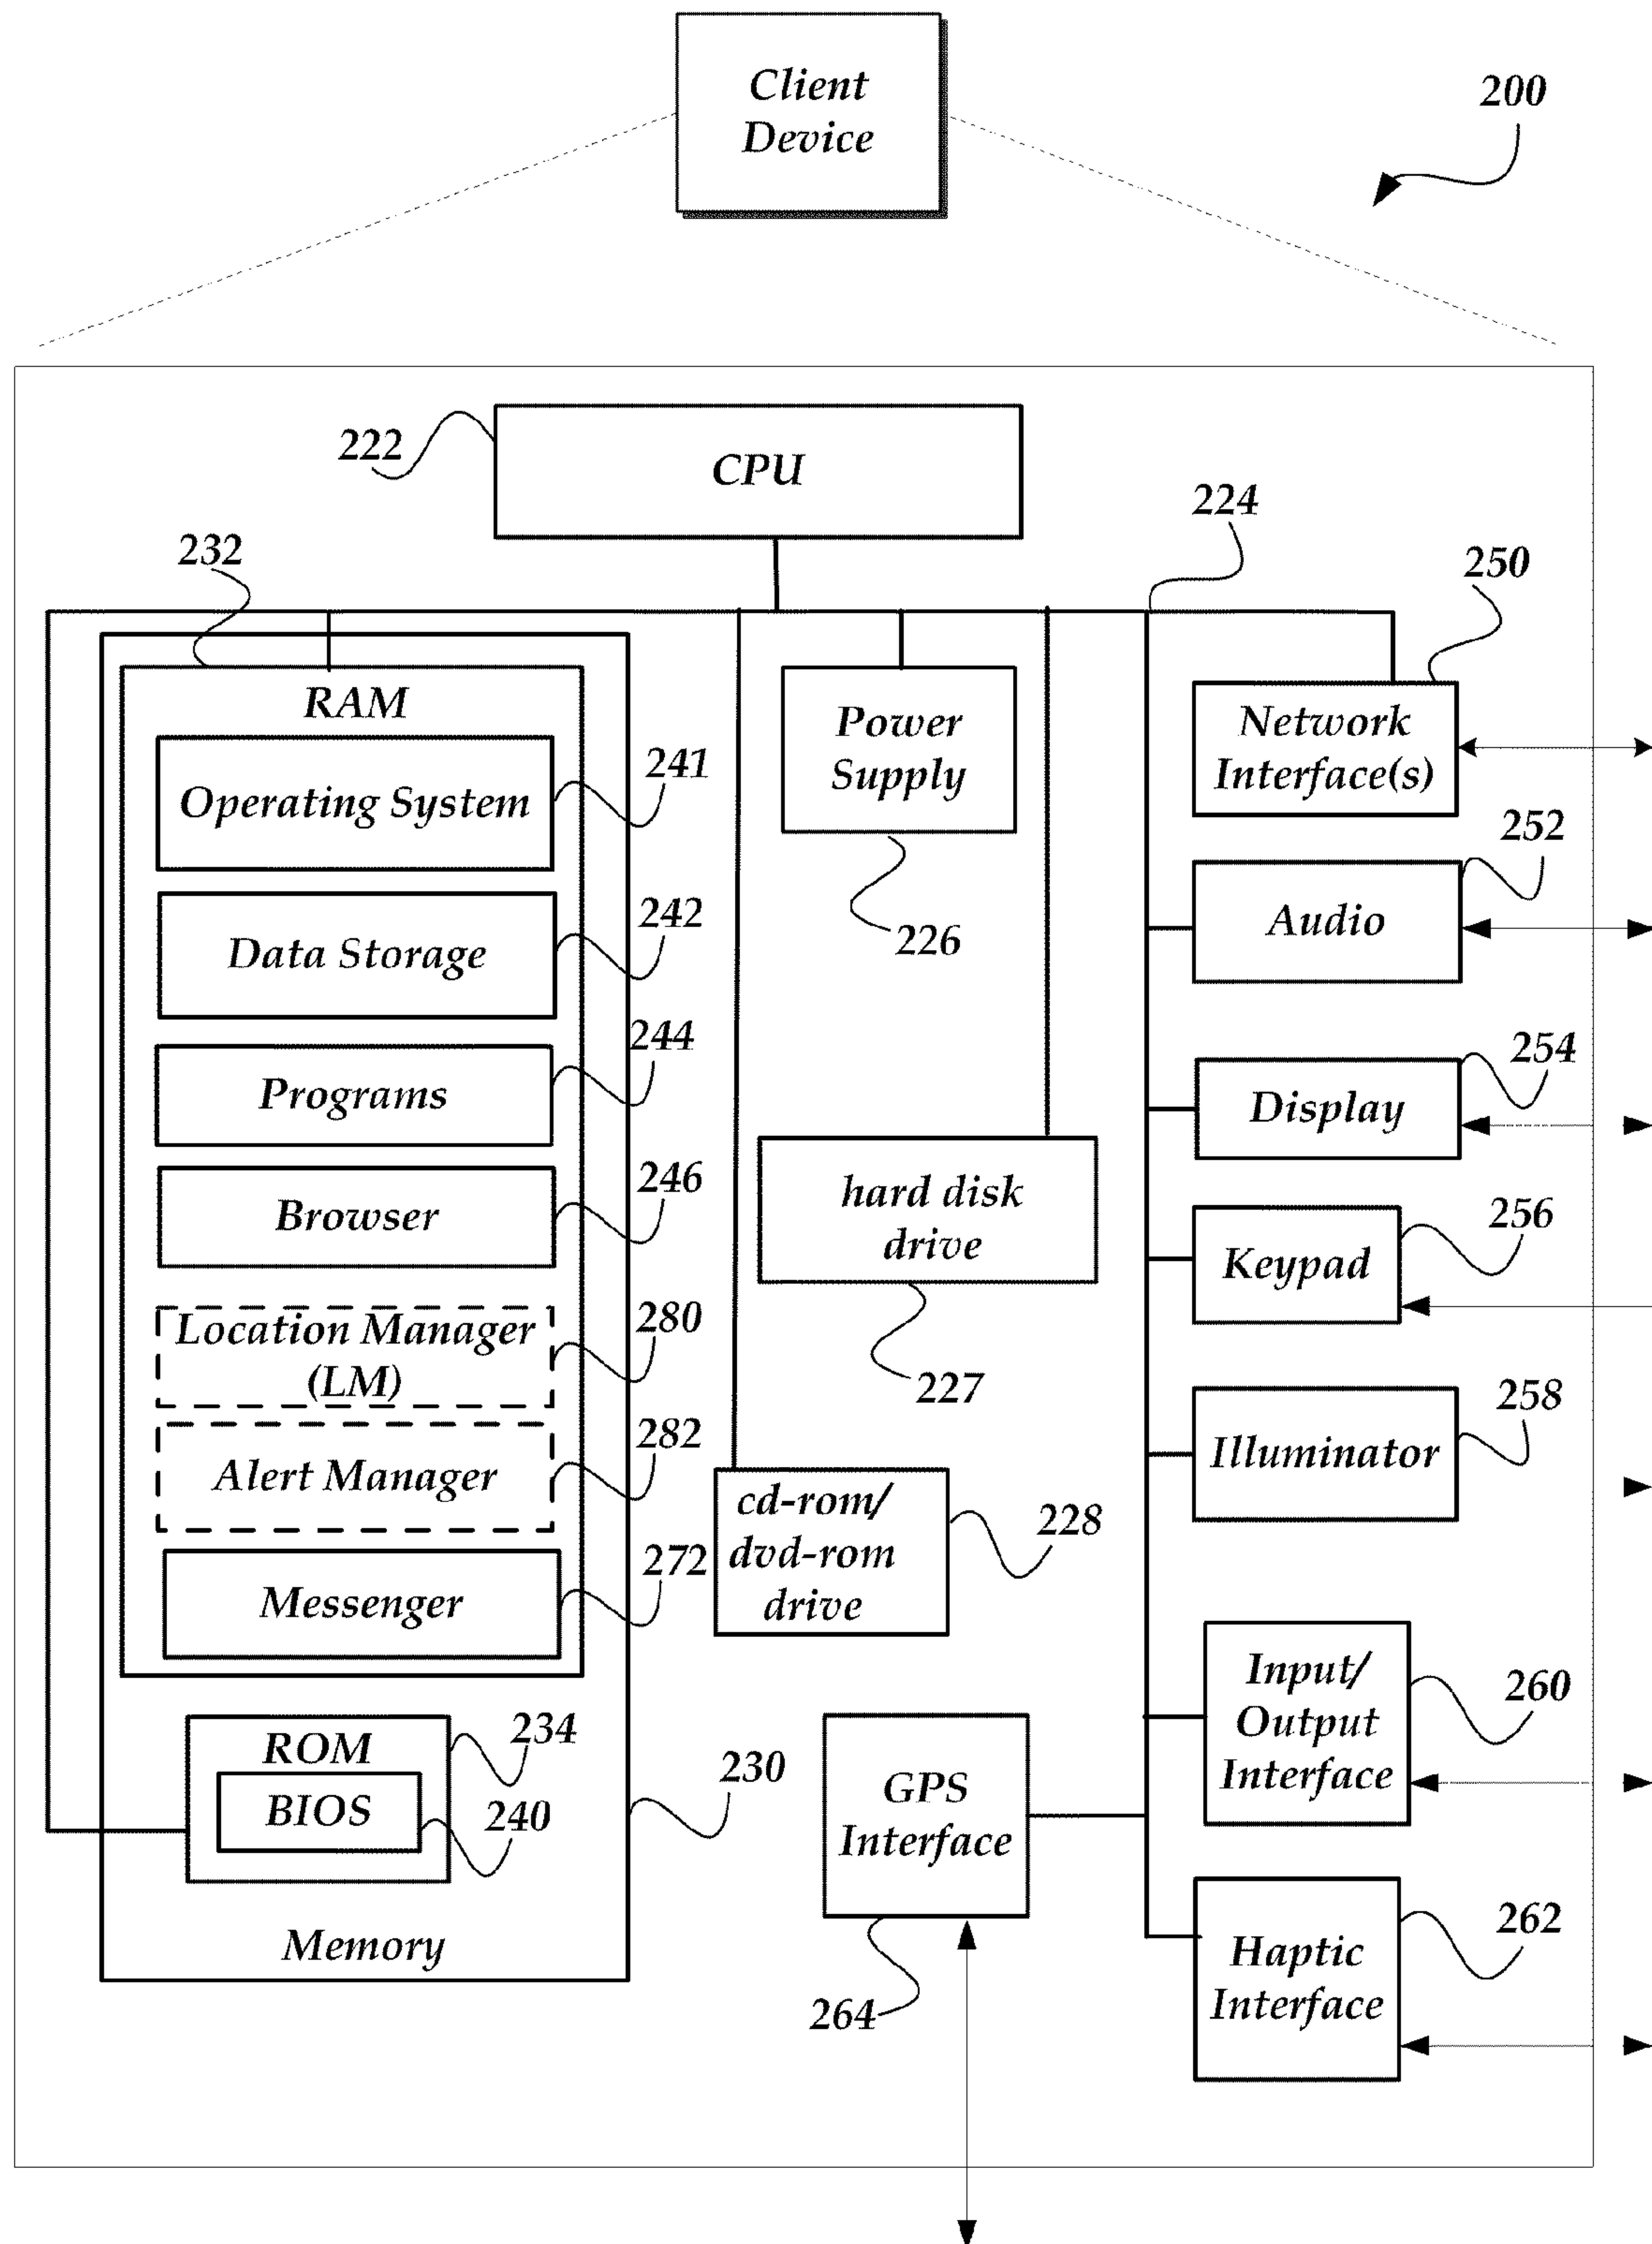 Client
Device
200
222
CPU
224
232
250
RAM
Operating System
241
Data Storage
242
Programs
244
Browser
246
Location Manager
(LM)
280
Alert Manager
282
Messenger
272
ROM
234
BIOS
240
230
Memory
Power
Supply
226
hard disk
drive
227
cd-rom/
dvd-rom
drive
228
GPS
Interface
264
Network
Interface(s)
252
Audio
254
Display
256
Keypad
258
Illuminator
Input/
Output
Interface
260
Haptic
Interface
262